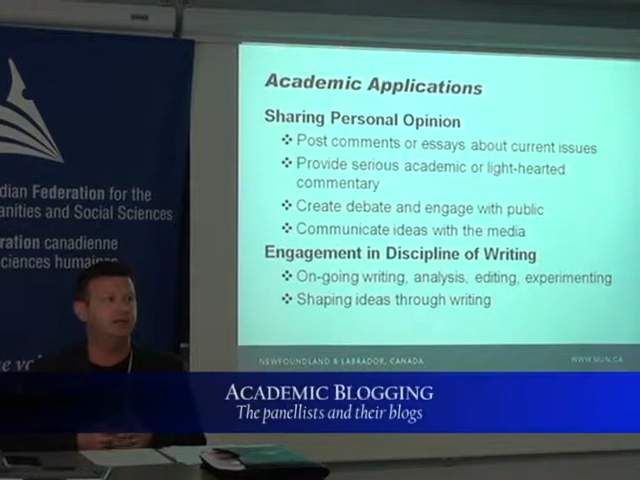 Academic Applications
Sharing Personal Opinion
Post comments or essays about current issues
Provide serious academic or light-hearted
commentary
Create debate and engage with public
Communicate ideas with the media
Engagement in Discipline of Writing
On-going writing, analysis, editing, experimenting
Shaping ideas through writing
NEWFOUNDLAND & LABRADOR, CANADA
WWW.MUN.CA
dian Federation for the
anities and Social Sciences
ration canadienne
sciences humain
ACADEMIC BLOGGING
The panellists and their blogs